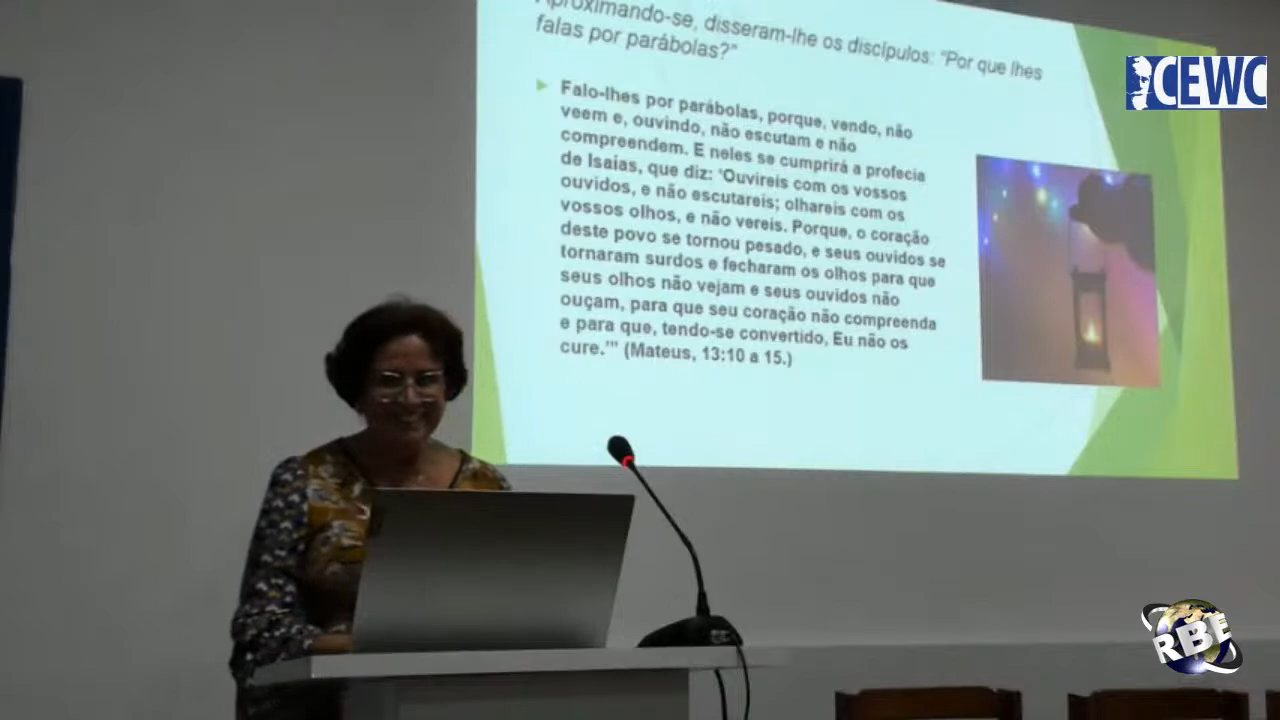 Aproximando-se, disseram-lhe os discípulos: "Por que lhes
falas por parábolas?"
CEWC
Falo-lhes por parábolas, porque, vendo, não
veem e, ouvindo, não escutam e não
compreendem. E neles se cumprirá a profecia
de Isaías, que diz: 'Ouvireis com os vossos
ouvidos, e não escutareis; olhareis com os
vossos olhos, e não vereis. Porque, o coração
deste povo se tornou pesado, e seus ouvidos se
tornaram surdos e fecharam os olhos para que
seus olhos não vejam e seus ouvidos não
ouçam, para que seu coração não compreenda
e para que, tendo-se convertido, Eu não os
cure.'" (Mateus, 13:10 a 15.)
RBE